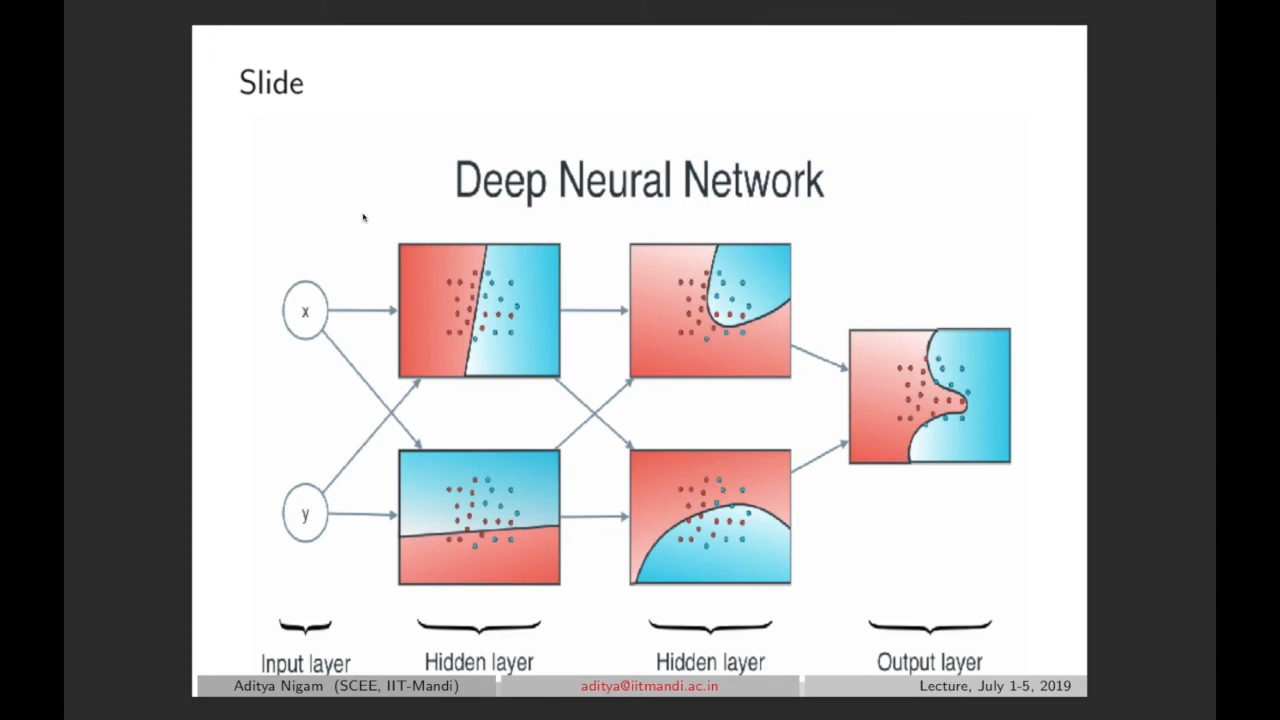 Slide
Deep Neural Network
x
y
Input layer
Hidden layer
Hidden layer
Output layer
Aditya Nigam (SCEE, IIT-Mandi)
aditya@iitmandi.ac.in
Lecture, July 1-5, 2019